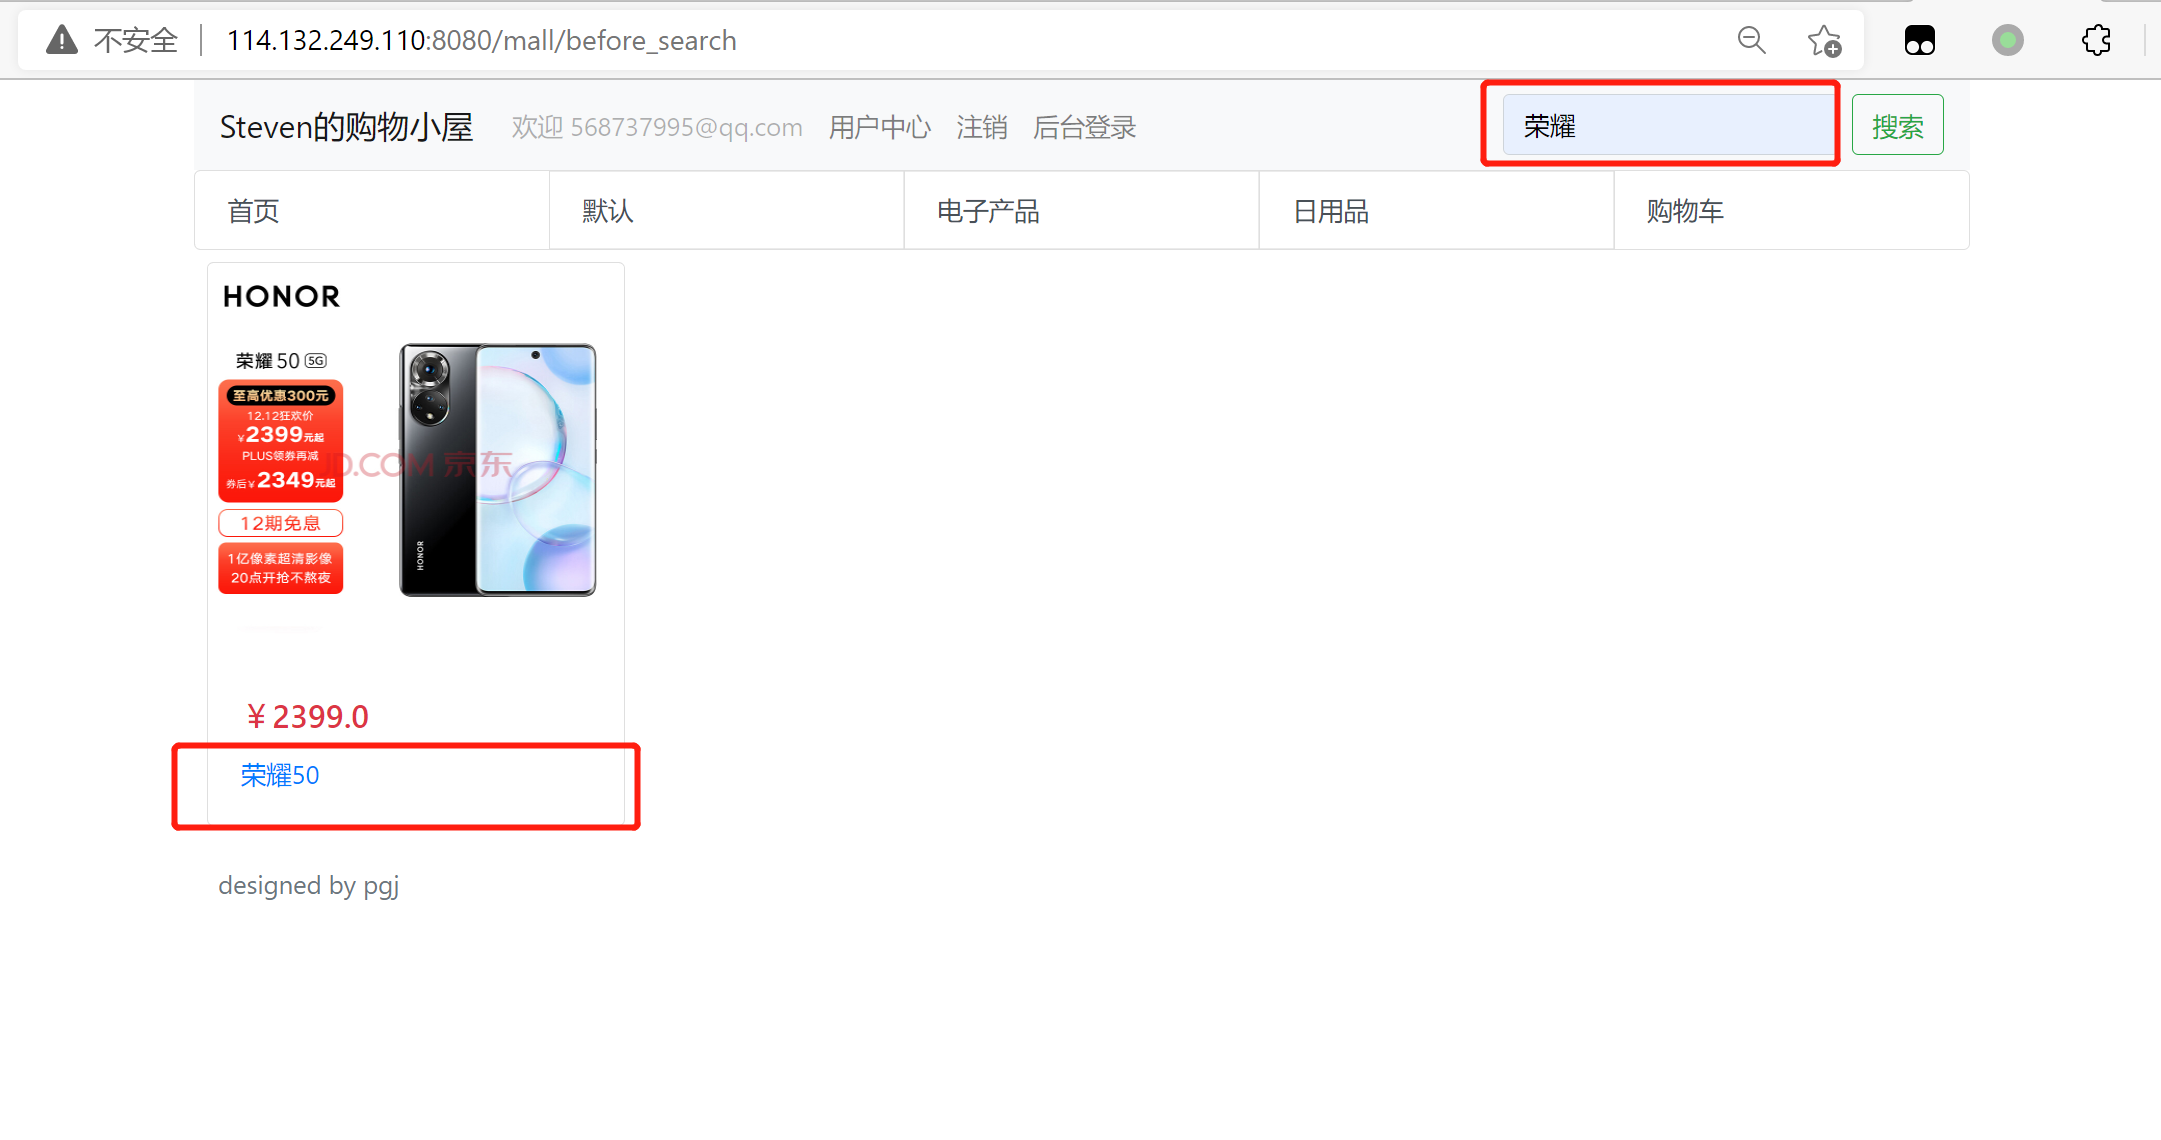 不安全 114.132.249.110:8080/mall/before_search
Steven的购物小屋 欢迎 568737995@qq.com 用户中心 注销 后台登录 荣耀 搜索
首页 默认 电子产品 日用品 购物车
HONOR
荣耀 50 5G
至高优惠300元
12.12狂欢价
¥2399元起
PLUS领券再减
JD.COM 京东
券后¥2349元起
12期免息
1亿像素超清影像
20点开抢不熬夜
HONOR
¥2399.0
荣耀50
designed by pgj